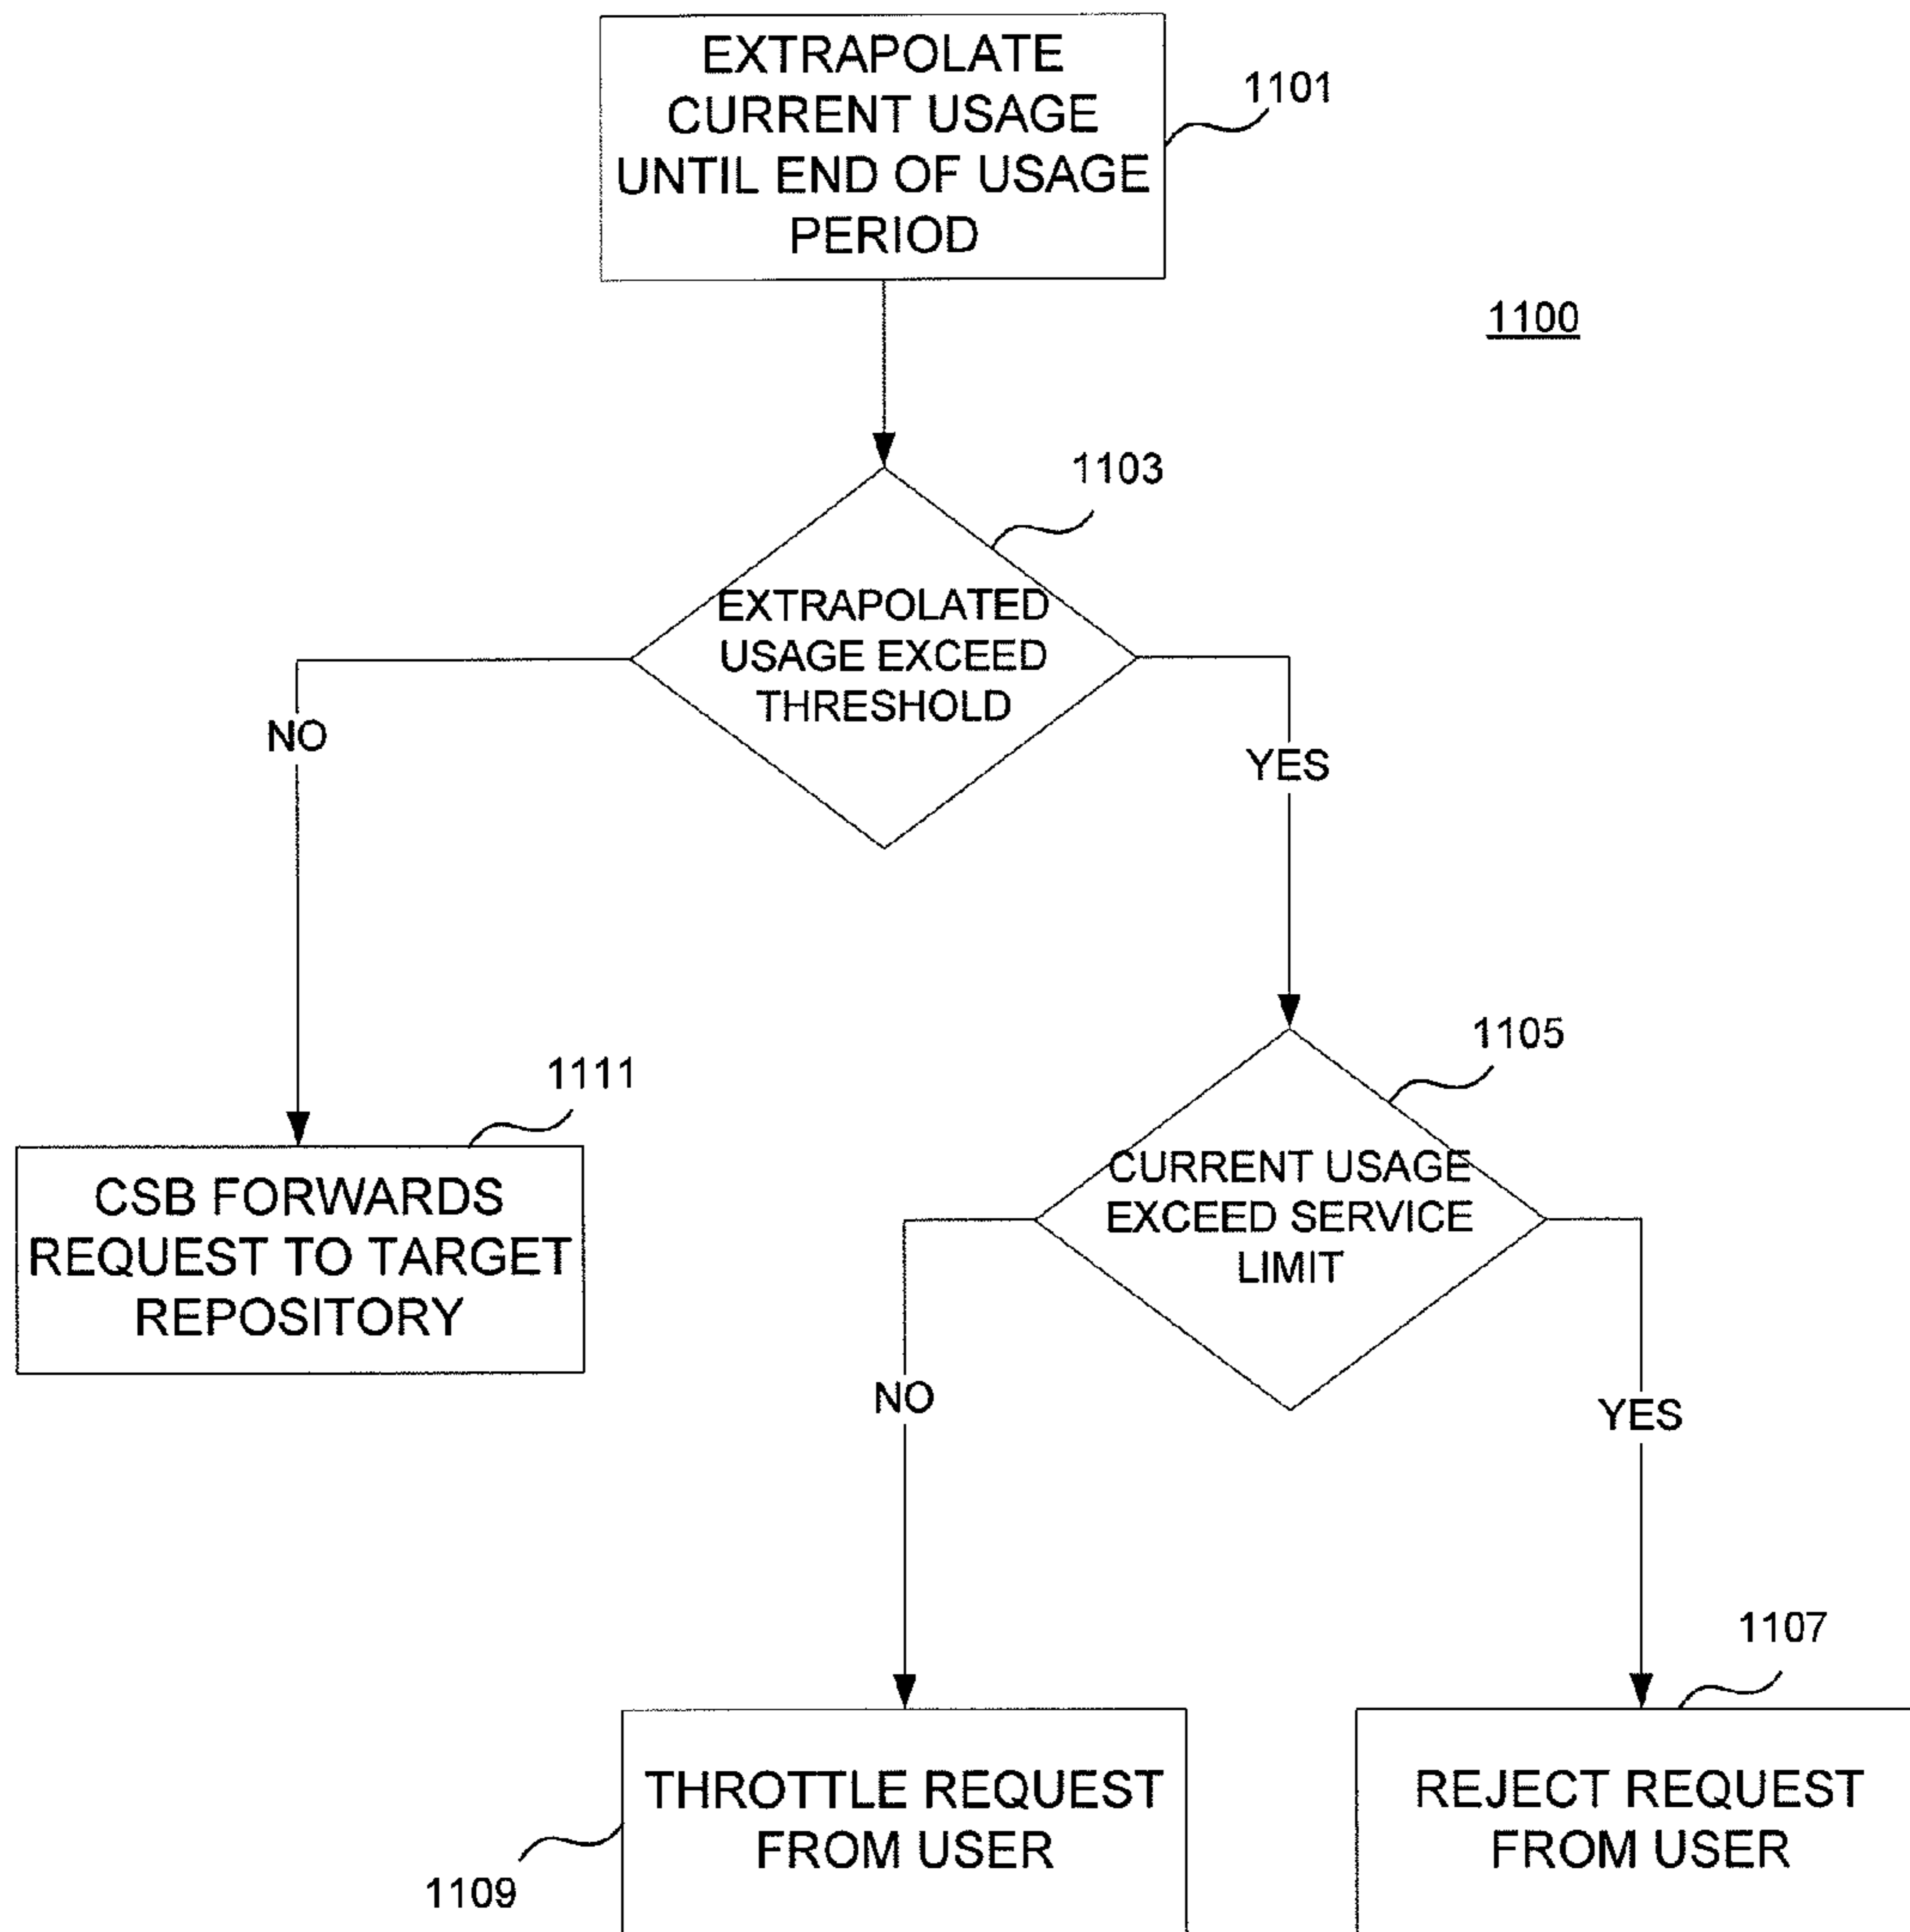 EXTRAPOLATE
CURRENT USAGE
UNTIL END OF USAGE
PERIOD
1101
1100
1103
EXTRAPOLATED
USAGE EXCEED
THRESHOLD
NO
YES
1105
1111
CURRENT USAGE
EXCEED SERVICE
LIMIT
CSB FORWARDS
REQUEST TO TARGET
REPOSITORY
NO
YES
1107
THROTTLE REQUEST
FROM USER
1109
REJECT REQUEST
FROM USER